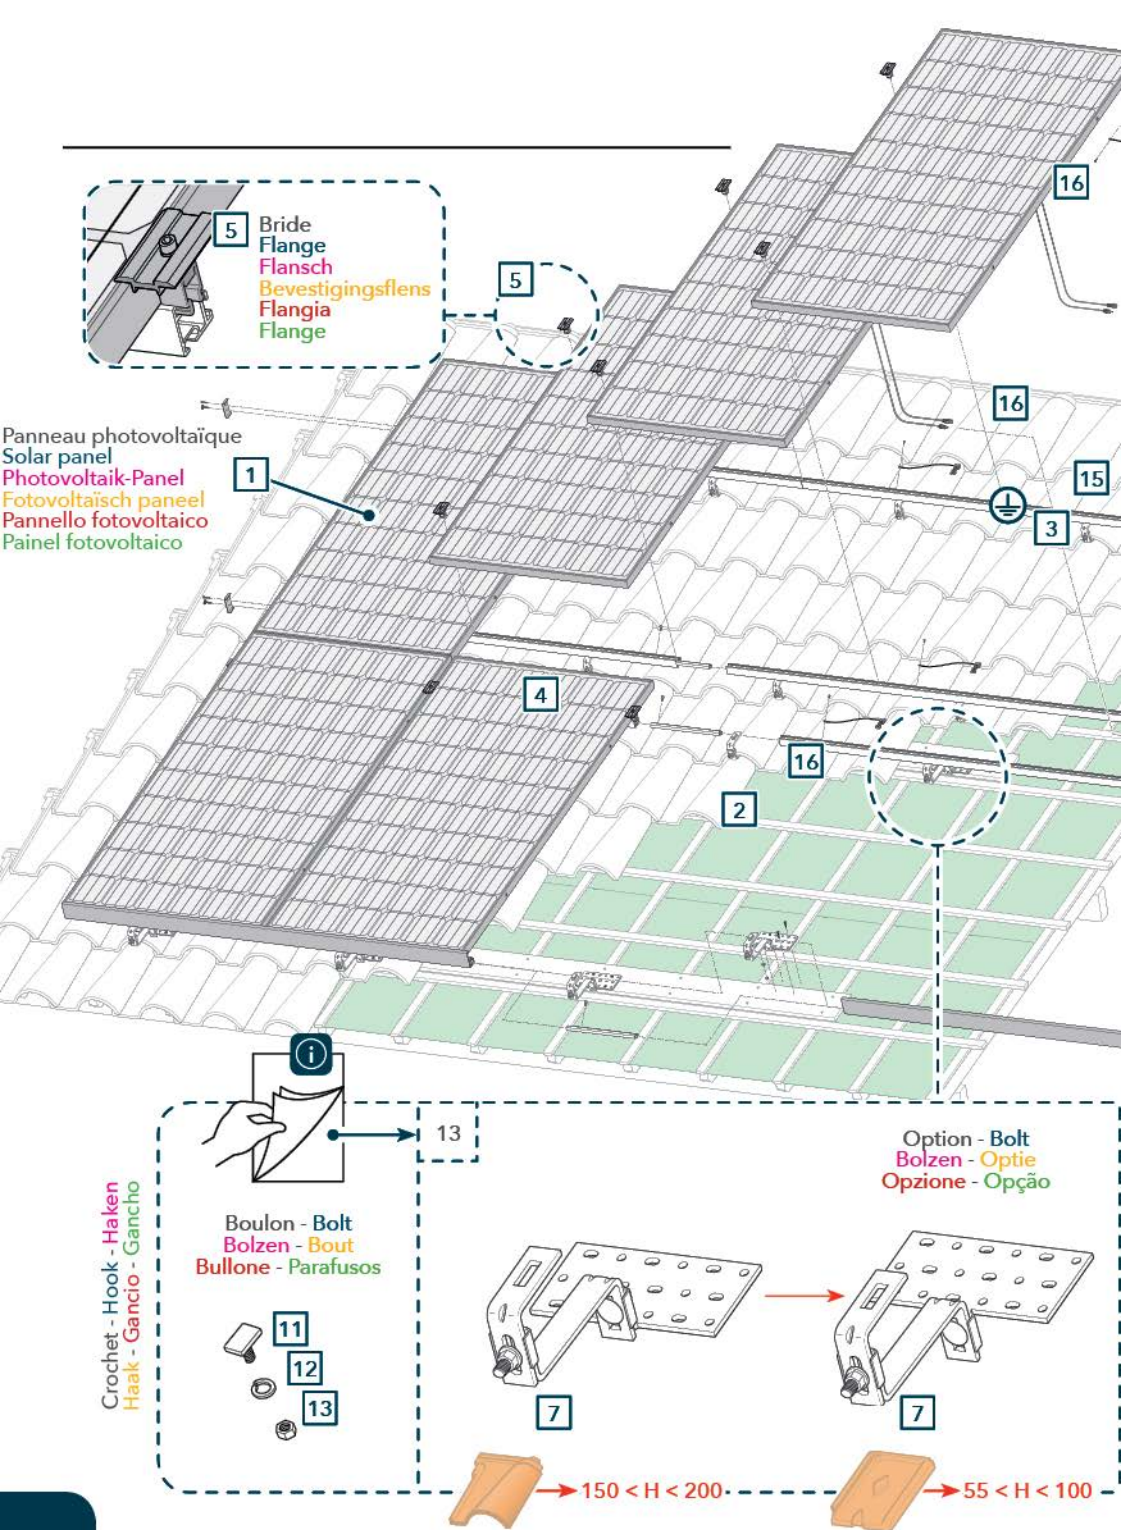 16
5
Bride
Flange
Flansch
Bevestigingsflens
Flangia
Flange
5
16
Panneau photovoltaïque
Solar panel
Photovoltaik-Panel
Fotovoltaïsch paneel
Pannello fotovoltaico
Painel fotovoltaico
1
15
3
4
16
2
i
13
Option - Bolt
Bolzen - Optie
Opzione - Opção
Crochet - Hook - Haken
Haak - Gancio - Gancho
Boulon - Bolt
Bolzen - Bout
Bullone - Parafusos
11
12
13
7
7
150 < H < 200
55 < H < 100